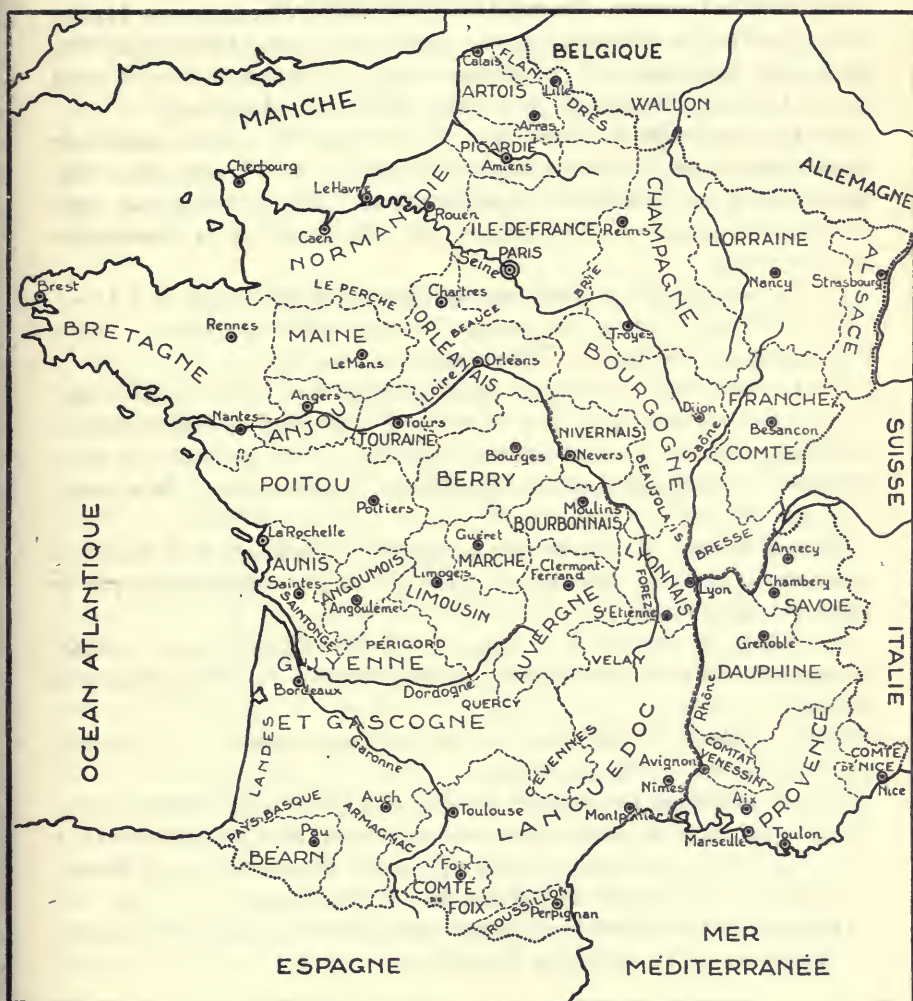 BELGIQUE
Calais
FLANDRES
Lille
ARTOIS
WALLON
MANCHE
Arras
PICARDIE
Amiens
ALLEMAGNE
Cherbourg
Le Havre
Rouen
NORMANDIE
Caen
ILE-DE-FRANCE
Reims
CHAMPAGNE
LORRAINE
ALSACE
Seine
PARIS
Nancy
Strasbourg
Brest
LE PERCHE
Chartres
BRIE
BRETAGNE
Rennes
MAINE
Le Mans
ORLÉANAIS
BEAUCE
Troyes
Orléans
BOURGOGNE
Loire
Angers
ANJOU
Nantes
Tours
TOURAINE
NIVERNAIS
Nevers
Dijon
Saône
FRANCHE
COMTÉ
Besançon
SUISSE
Bourges
BERRY
POITOU
Poitiers
BEAUJOLAIS
Moulins
BOURBONNAIS
BRESSE
La Rochelle
AUNIS
Guéret
MARCHE
Annecy
Saintes
SAINTONGE
ANGOUMOIS
Angoulême
Limoges
LIMOUSIN
Clermont
Ferrand
LYONNAIS
FOREZ
Lyon
Chambery
SAVOIE
St Etienne
OCÉAN ATLANTIQUE
PÉRIGORD
AUVERGNE
VELAY
Grenoble
DAUPHINE
ITALIE
GUYENNE
Bordeaux
Dordogne
QUERCY
ET GASCOGNE
Rhône
LANDES
Garonne
CÉVENNES
LANGUEDOC
Avignon
COMTAT
VENESSIN
PROVENCE
COMTÉ
DE NICE
Nice
Nîmes
PAYS-BASQUE
ARMAGNAC
Auch
Toulouse
Montpellier
Aix
Marseille
Toulon
Pau
BÉARN
Foix
COMTÉ
FOIX
ROUSSILLON
Perpignan
ESPAGNE
MER
MÉDITERRANÉE